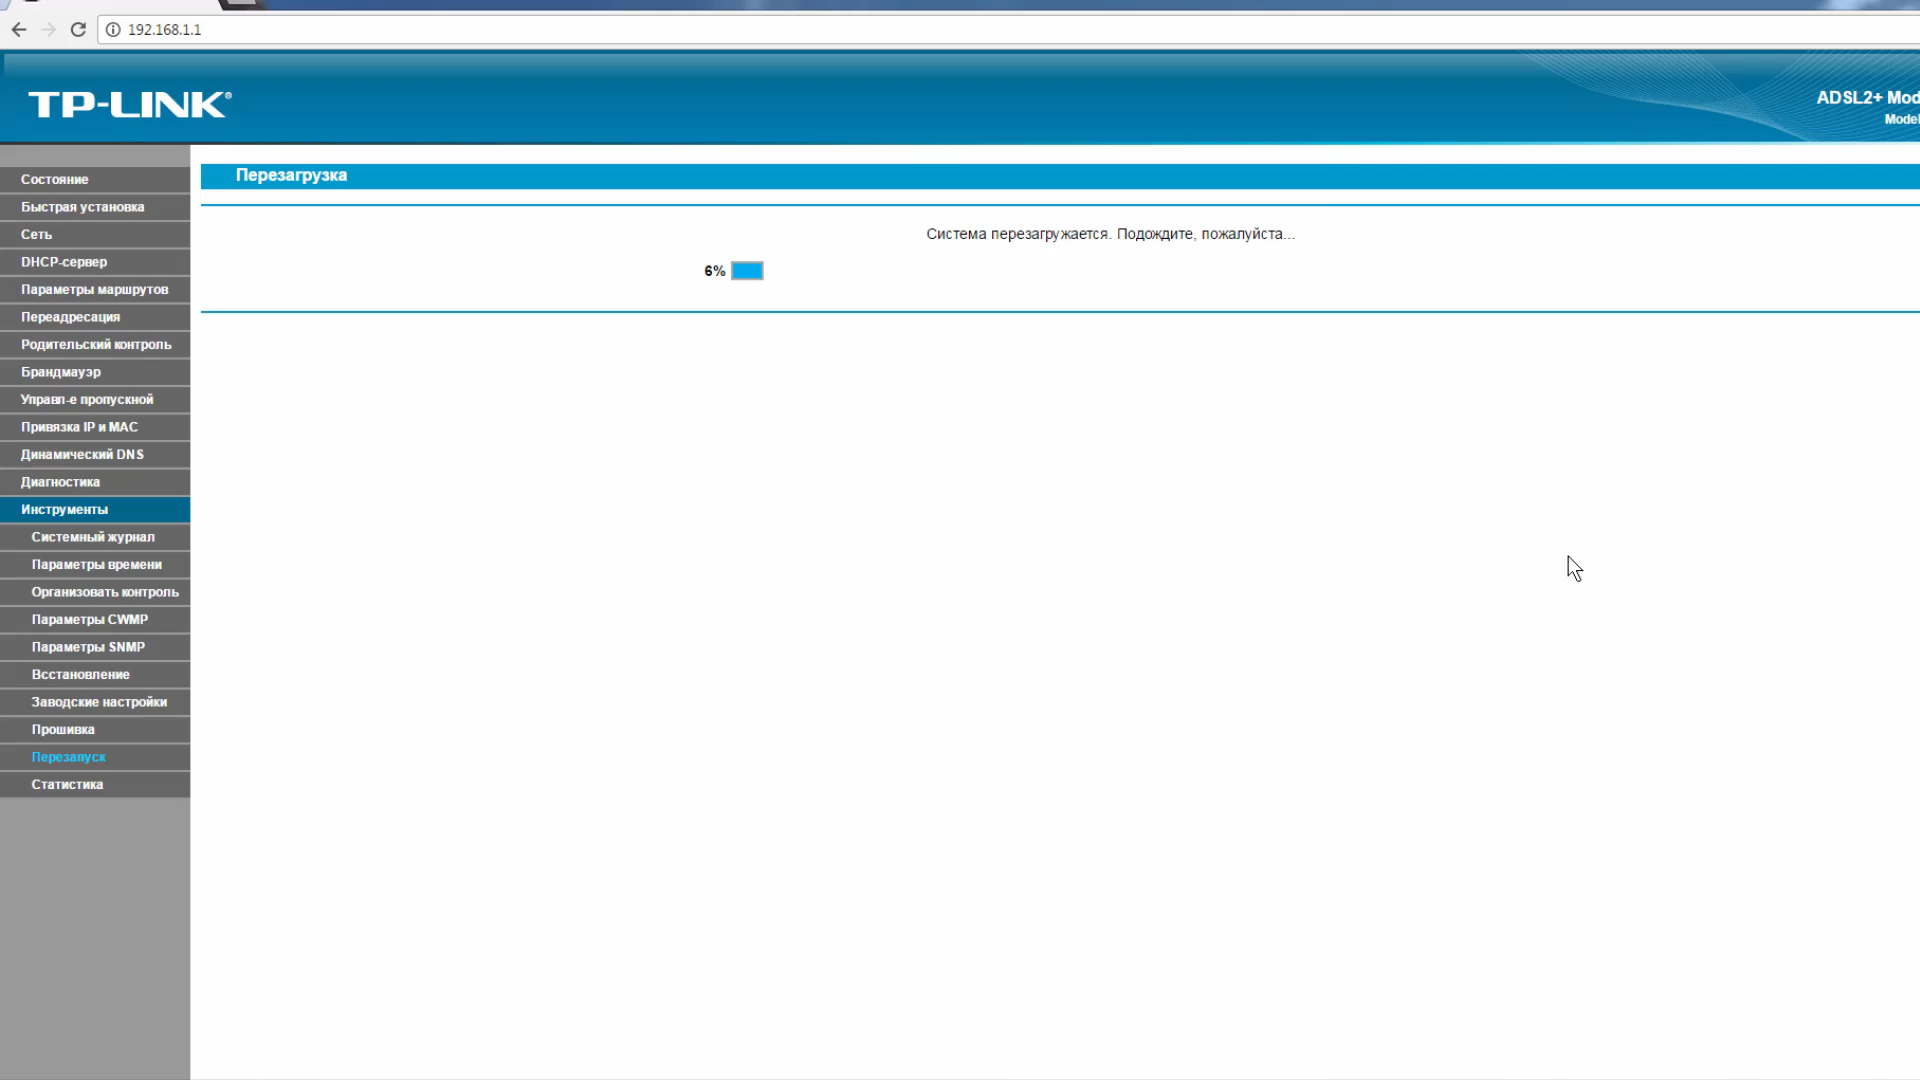 192.168.1.1
TP-LINK®
ADSL2+ Mod
Model
Состояние
Быстрая установка
Сеть
DHCP-сервер
Параметры маршрутов
Переадресация
Родительский контроль
Брандмауэр
Управл-е пропускной
Привязка IP и MAC
Динамический DNS
Диагностика
Инструменты
Системный журнал
Параметры времени
Организовать контроль
Параметры CWMP
Параметры SNMP
Всстановление
Заводские настройки
Прошивка
Перезапуск
Статистика
Перезагрузка
Система перезагружается. Подождите, пожалуйста...
6%